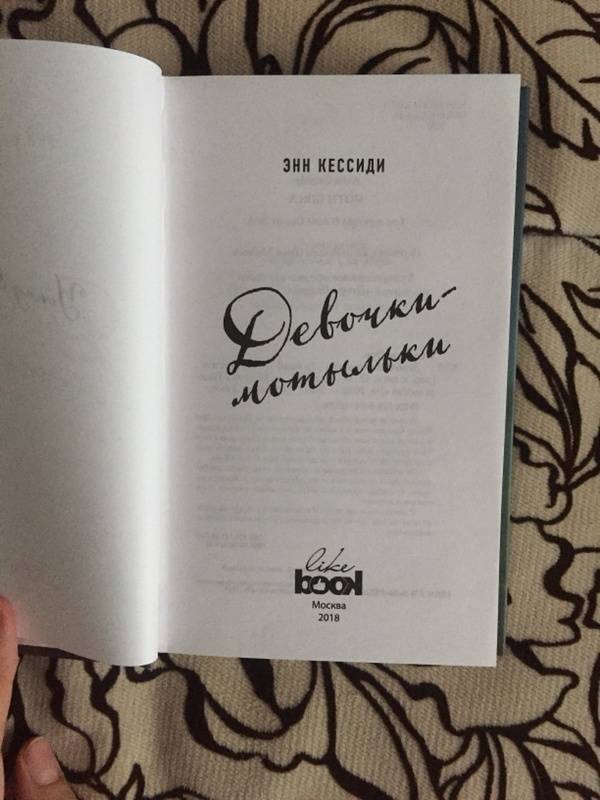 ЭНН КЕССИДИ
Девочки-
мотыльки
like
book
Москва
2018